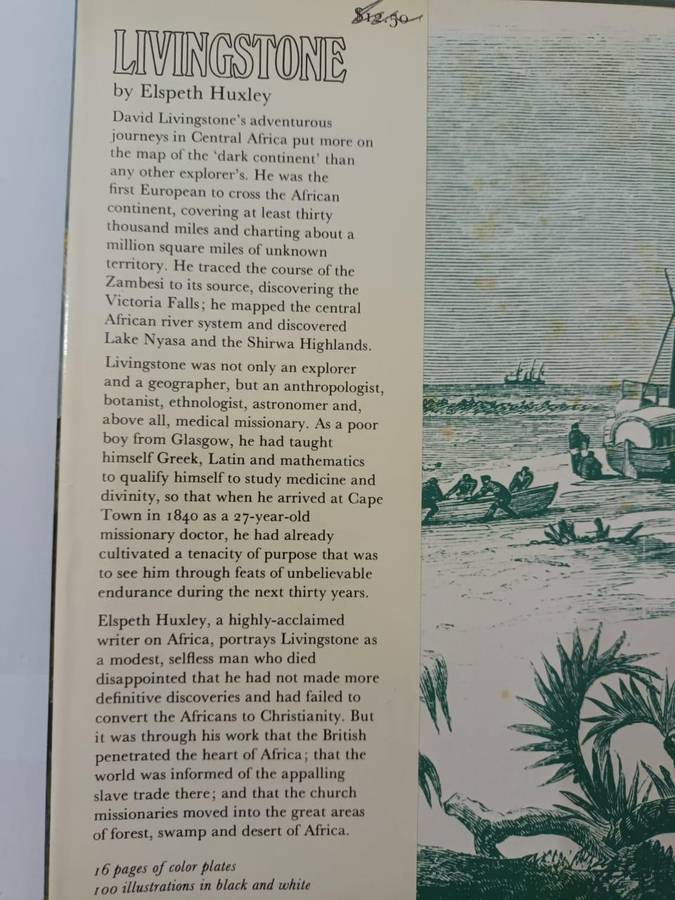 $12.50
LIVINGSTONE
by Elspeth Huxley
David Livingstone's adventurous
journeys in Central Africa put more on
the map of the 'dark continent' than
any other explorer's. He was the
first European to cross the African
continent, covering at least thirty
thousand miles and charting about a
million square miles of unknown
territory. He traced the course of the
Zambesi to its source, discovering the
Victoria Falls; he mapped the central
African river system and discovered
Lake Nyasa and the Shirwa Highlands.
Livingstone was not only an explorer
and a geographer, but an anthropologist,
botanist, ethnologist, astronomer and,
above all, medical missionary. As a poor
boy from Glasgow, he had taught
himself Greek, Latin and mathematics
to qualify himself to study medicine and
divinity, so that when he arrived at Cape
Town in 1840 as a 27-year-old
missionary doctor, he had already
cultivated a tenacity of purpose that was
to see him through feats of unbelievable
endurance during the next thirty years.
Elspeth Huxley, a highly-acclaimed
writer on Africa, portrays Livingstone as
a modest, selfless man who died
disappointed that he had not made more
definitive discoveries and had failed to
convert the Africans to Christianity. But
it was through his work that the British
penetrated the heart of Africa; that the
world was informed of the appalling
slave trade there; and that the church
missionaries moved into the great areas
of forest, swamp and desert of Africa.
16 pages of color plates
100 illustrations in black and white